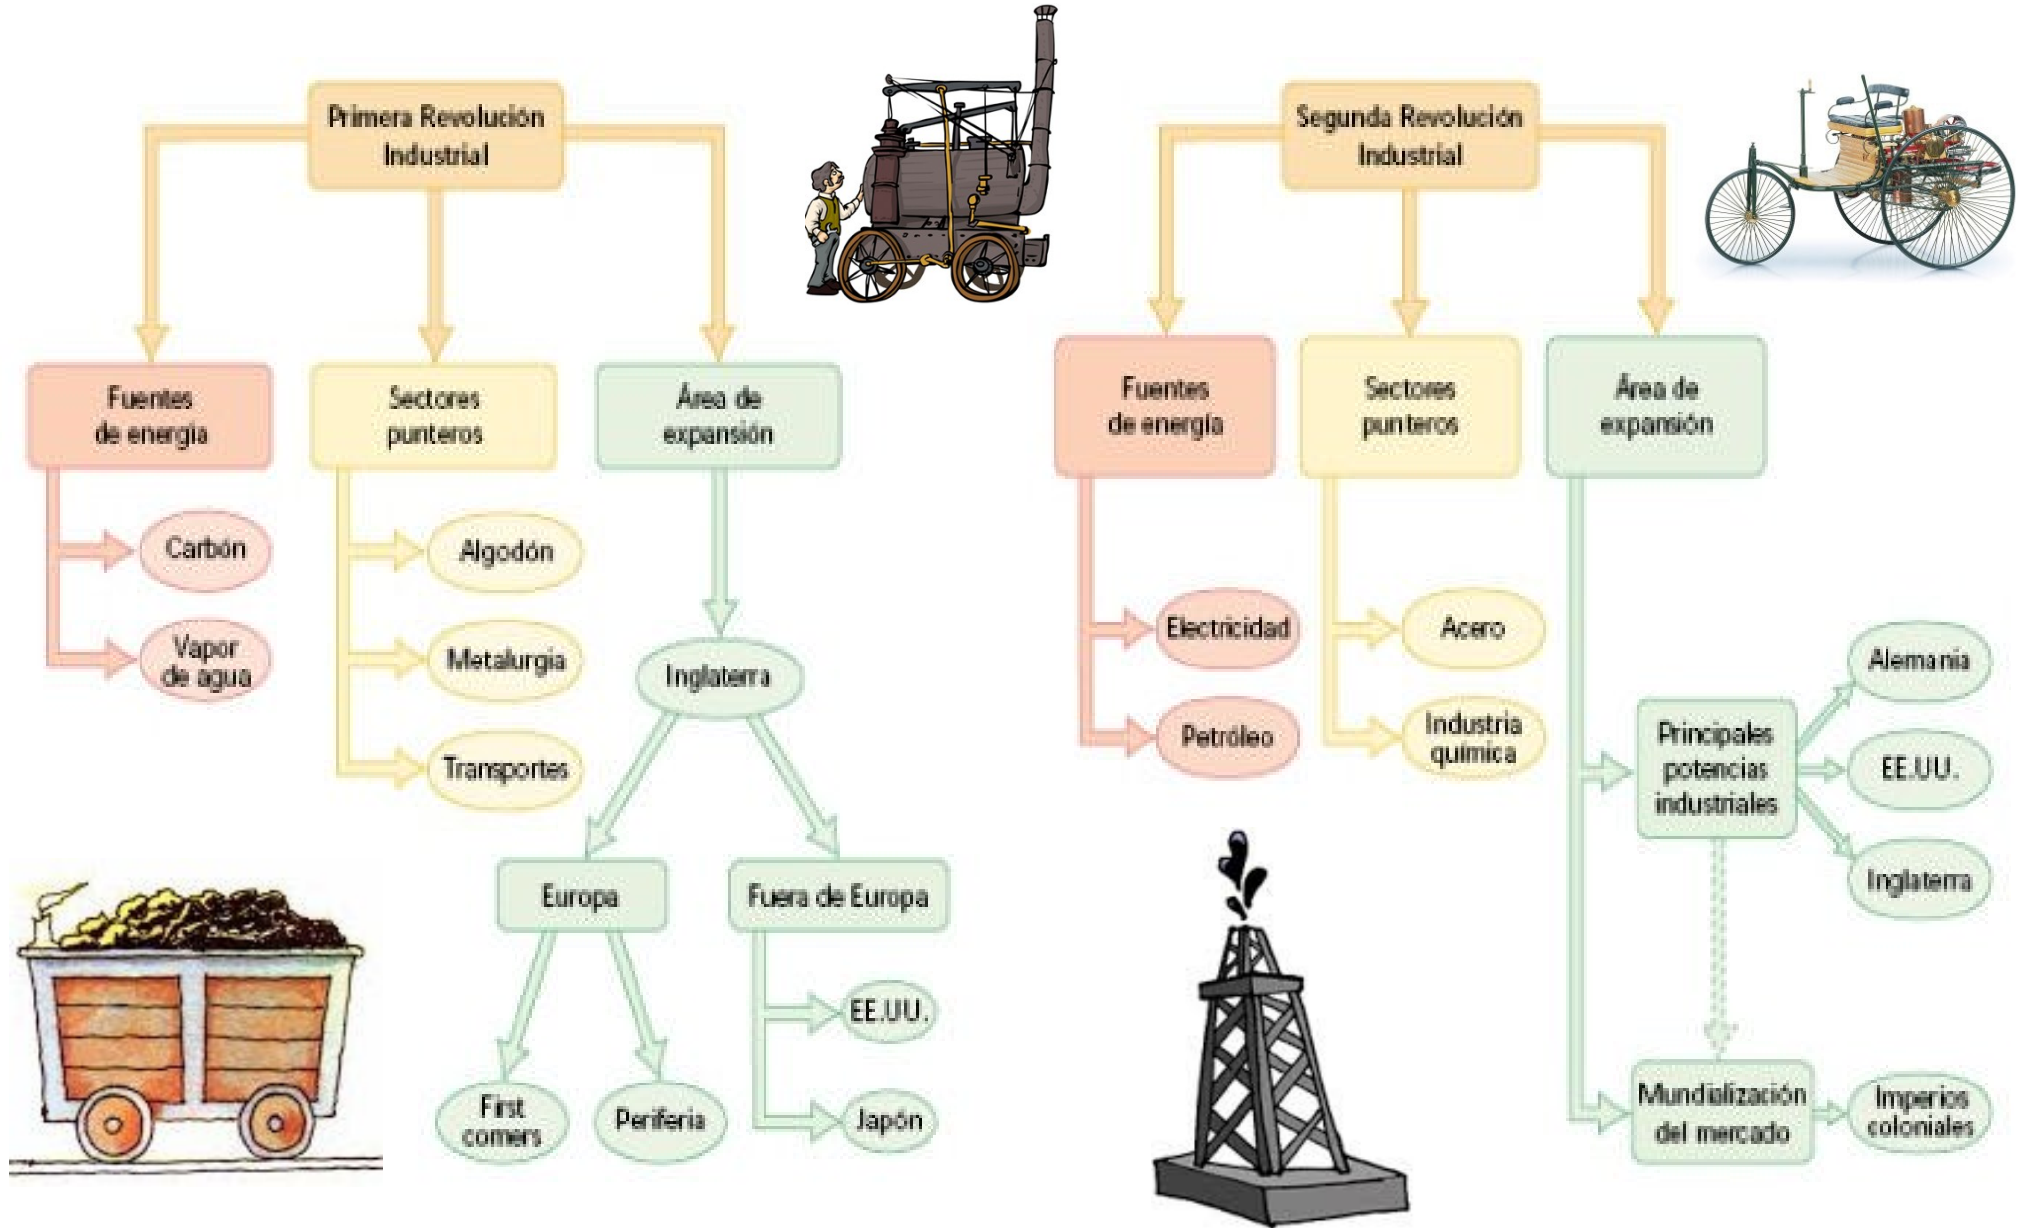 Primera Revolución
Industrial
Fuentes
de energía
Carbón
Vapor
de agua
Sectores
punteros
Algodón
Metalurgia
Transportes
Área de
expansión
Inglaterra
Europa
First
comers
Periferia
Fuera de Europa
EE.UU.
Japón
Segunda Revolución
Industrial
Fuentes
de energía
Electricidad
Petróleo
Sectores
punteros
Acero
Industria
química
Área de
expansión
Principales
potencias
industriales
Alemania
EE.UU.
Inglaterra
Mundialización
del mercado
Imperios
coloniales